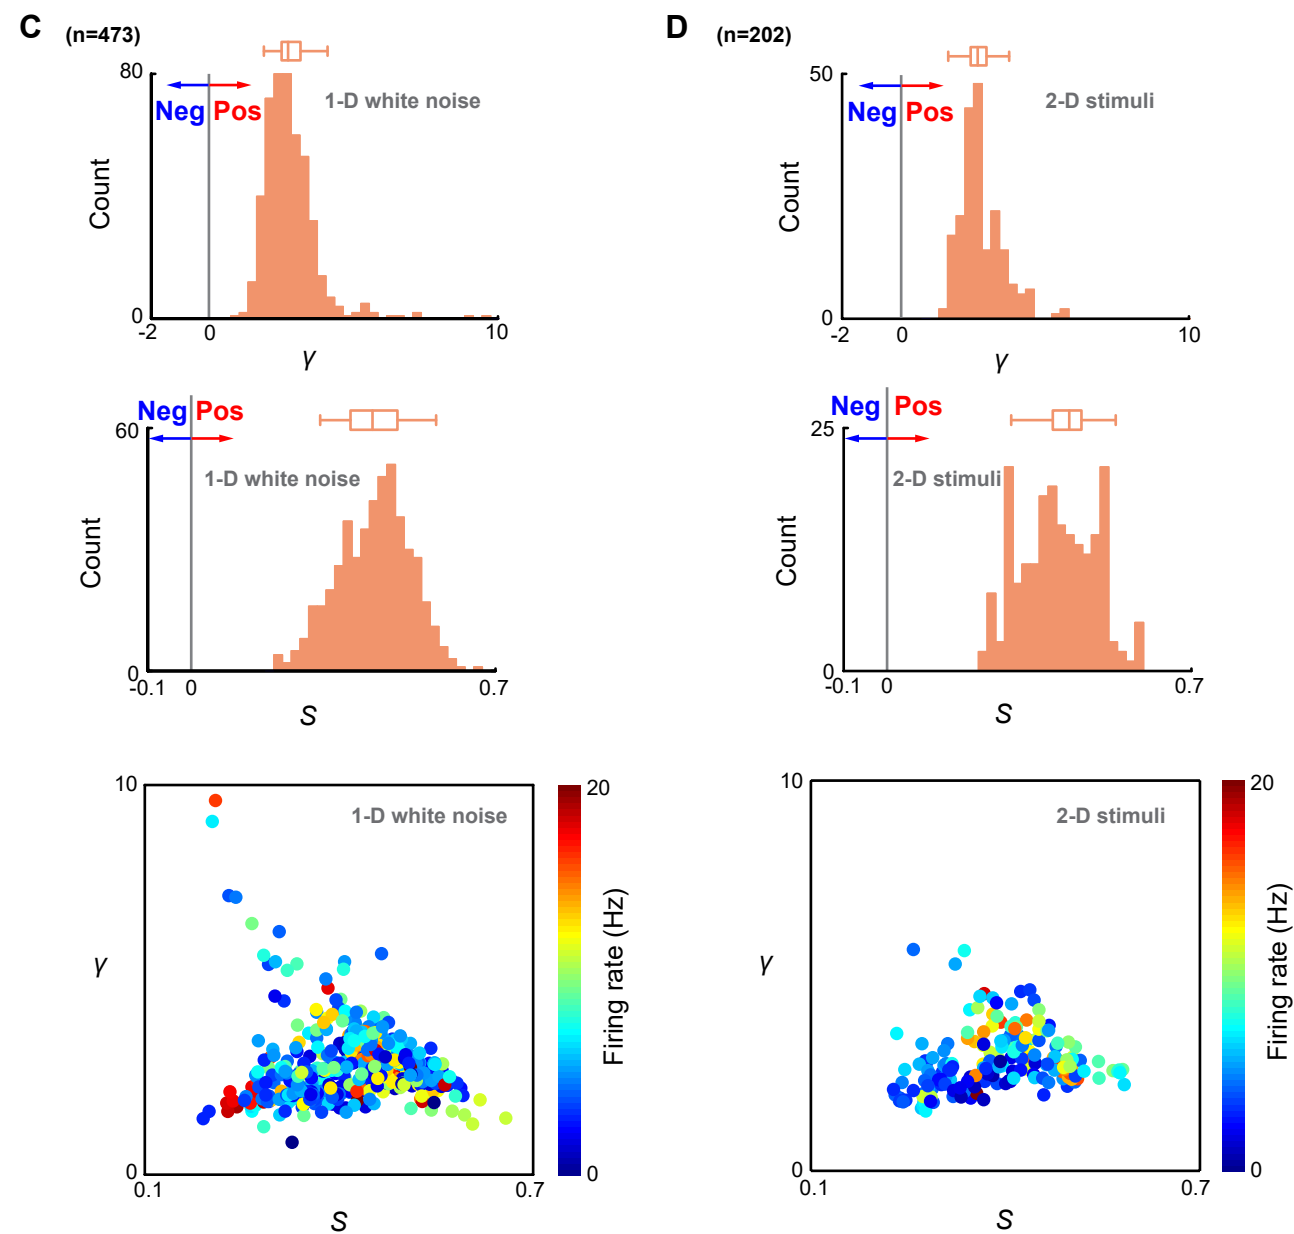 C (n=473)
80
Neg Pos
1-D white noise
Count
0
-2 0 10
γ
D (n=202)
50
Neg Pos
2-D stimuli
Count
0
-2 0 10
γ
Neg Pos
60
1-D white noise
Count
0
-0.1 0 0.7
S
Neg Pos
25
2-D stimuli
Count
0
-0.1 0 0.7
S
10
1-D white noise
γ
0
0.1 0.7
S
20
Firing rate (Hz)
0
10
2-D stimuli
γ
0
0.1 0.7
S
20
Firing rate (Hz)
0